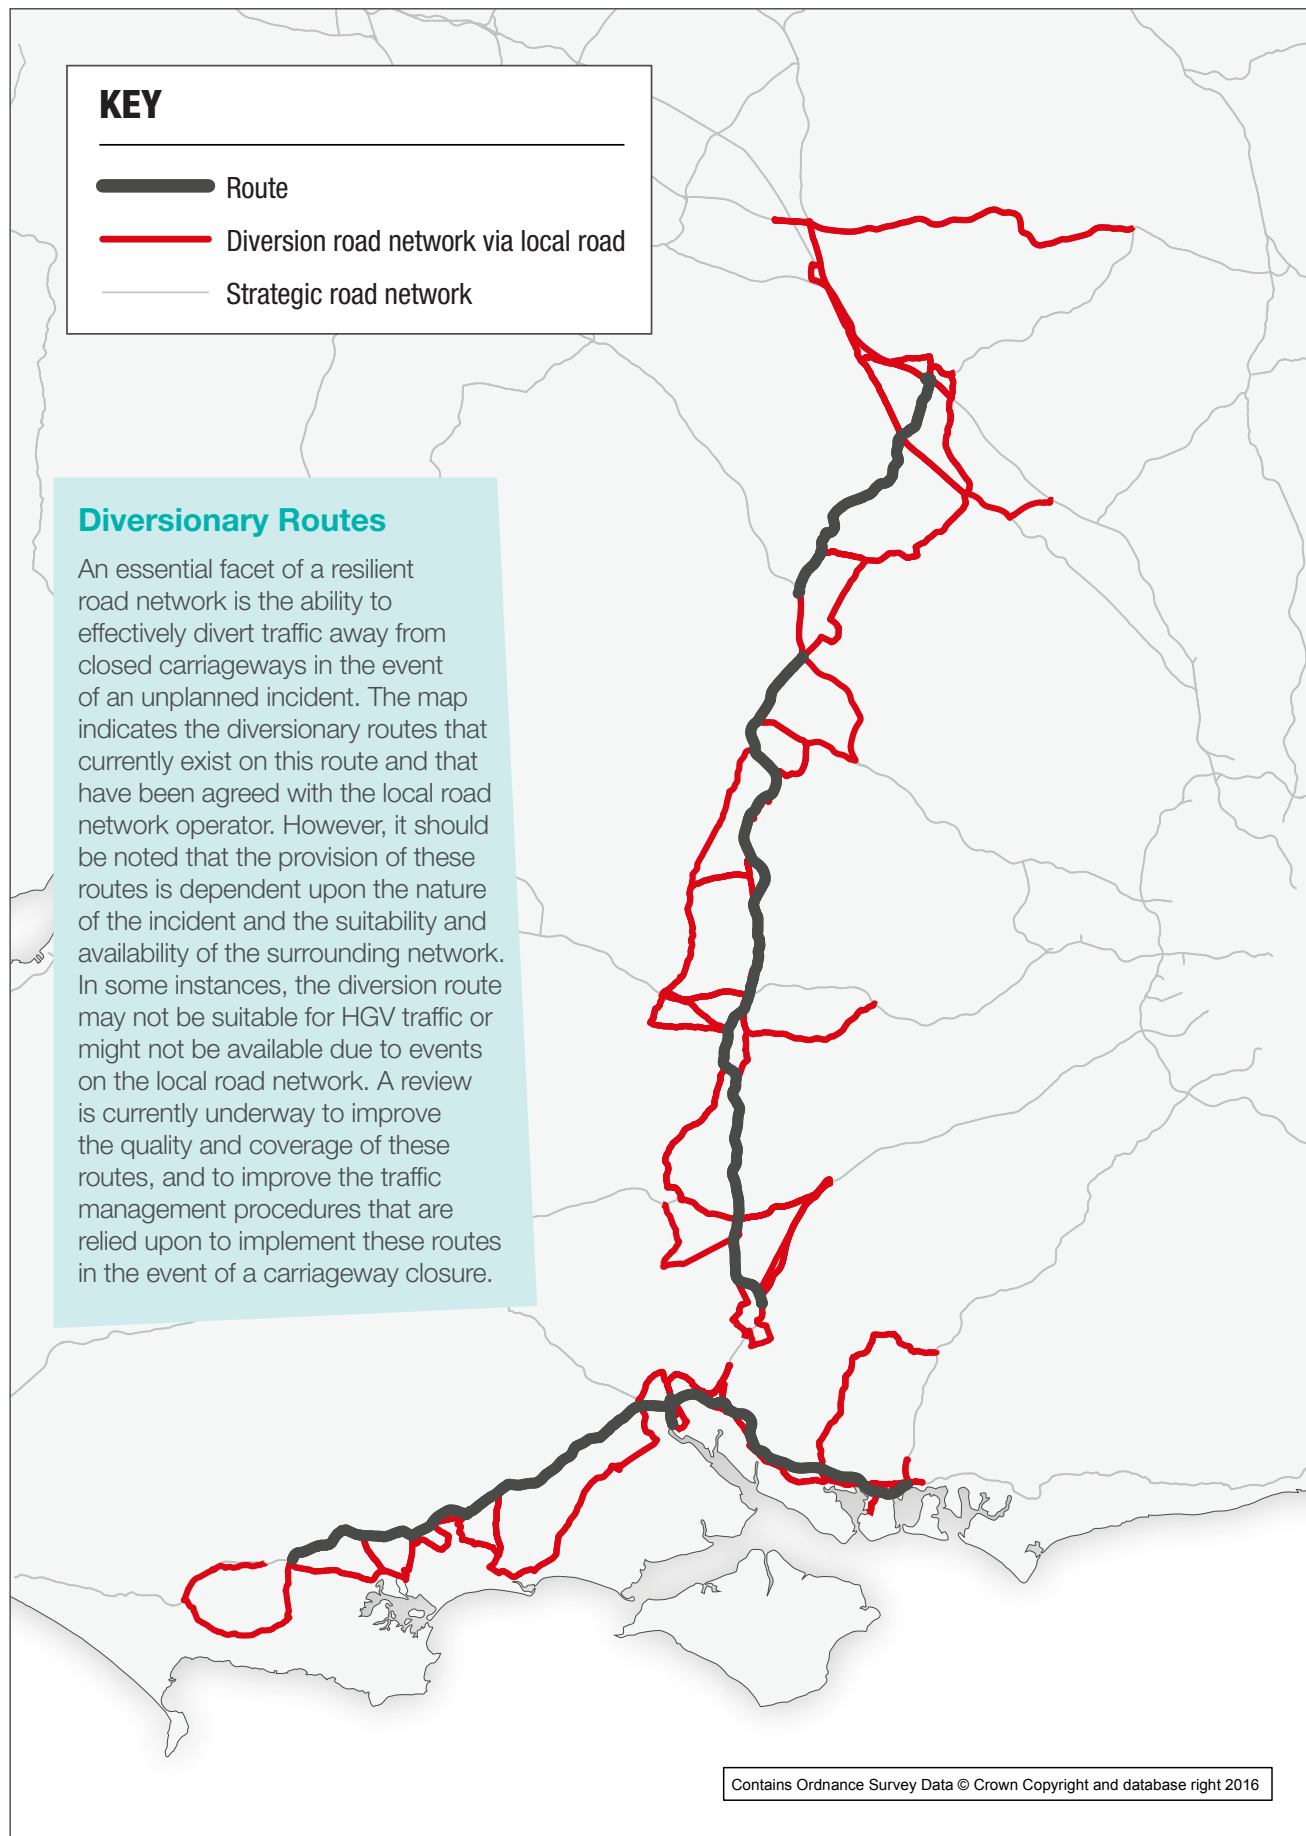 KEY
Route
Diversion road network via local road
Strategic road network
Diversionary Routes
An essential facet of a resilient
road network is the ability to
effectively divert traffic away from
closed carriageways in the event
of an unplanned incident. The map
indicates the diversionary routes that
currently exist on this route and that
have been agreed with the local road
network operator. However, it should
be noted that the provision of these
routes is dependent upon the nature
of the incident and the suitability and
availability of the surrounding network.
In some instances, the diversion route
may not be suitable for HGV traffic or
might not be available due to events
on the local road network. A review
is currently underway to improve
the quality and coverage of these
routes, and to improve the traffic
management procedures that are
relied upon to implement these routes
in the event of a carriageway closure.
Contains Ordnance Survey Data © Crown Copyright and database right 2016